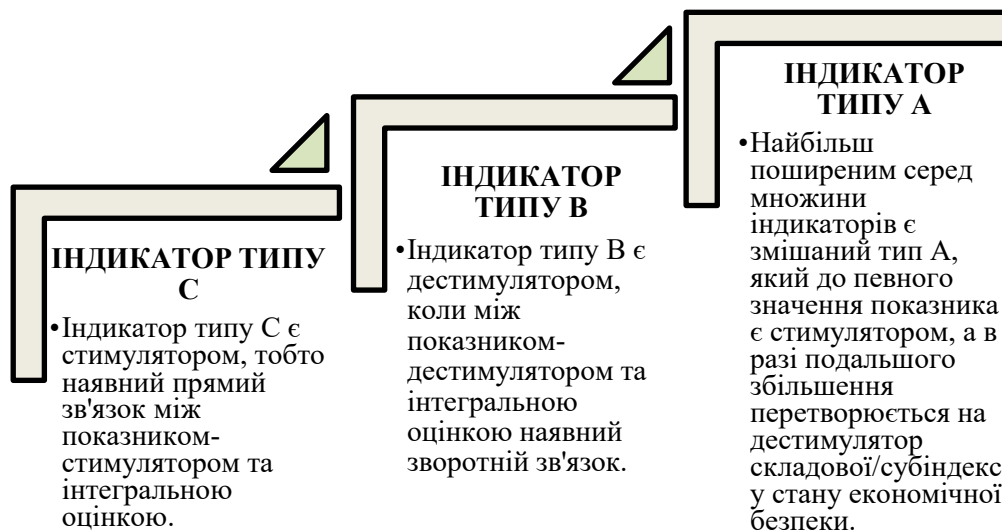 ІНДИКАТОР ТИПУ
С
•Індикатор типу С є
стимулятором, тобто
наявний прямий
зв'язок між
показником-
стимулятором та
інтегральною
оцінкою.
ІНДИКАТОР
ТИПУ В
•Індикатор типу В є
дестимулятором,
коли між
показником-
дестимулятором та
інтегральною
оцінкою наявний
зворотній зв'язок.
ІНДИКАТОР
ТИПУ А
•Найбільш
поширеним серед
множини
індикаторів є
змішаний тип А,
який до певного
значення показника
є стимулятором, а в
разі подальшого
збільшення
перетворюється на
дестимулятор
складової/субіндекс
у стану економічної
безпеки.